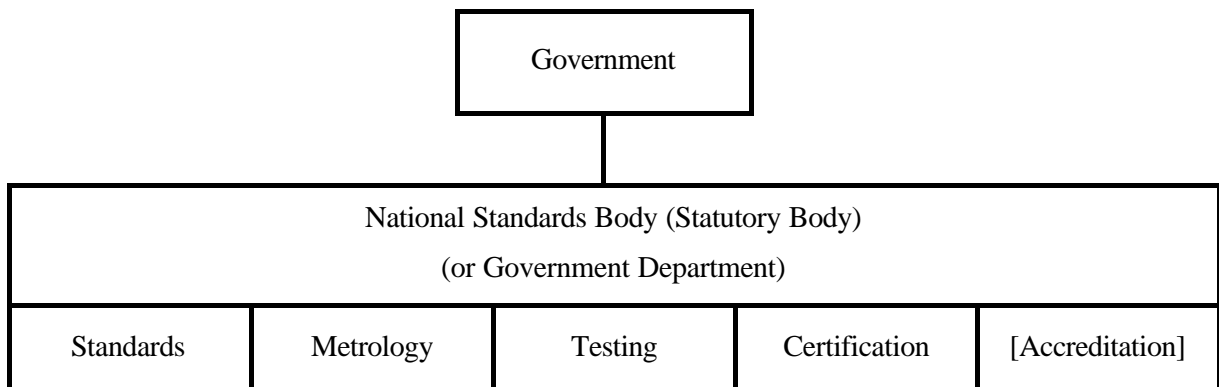 Government
National Standards Body (Statutory Body)
(or Government Department)
Standards
Metrology
Testing
Certification
[Accreditation]